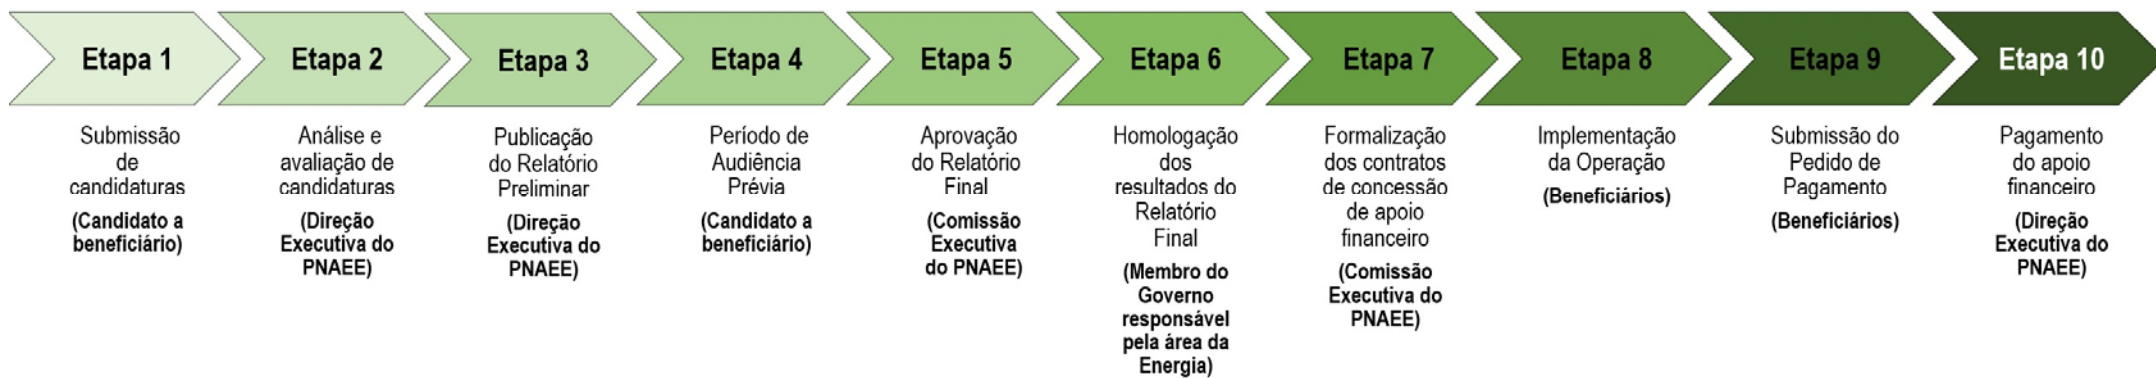 Etapa 1
Submissão
de
candidaturas
(Candidato a
beneficiário)
Etapa 2
Análise e
avaliação de
candidaturas
(Direção
Executiva do
PNAEE)
Etapa 3
Publicação
do Relatório
Preliminar
(Direção
Executiva do
PNAEE)
Etapa 4
Período de
Audiência
Prévia
(Candidato a
beneficiário)
Etapa 5
Aprovação
do Relatório
Final
(Comissão
Executiva
do PNAEE)
Etapa 6
Homologação
dos
resultados do
Relatório
Final
(Membro do
Governo
responsável
pela área da
Energia)
Etapa 7
Formalização
dos contratos
de concessão
de apoio
financeiro
(Comissão
Executiva do
PNAEE)
Etapa 8
Implementação
da Operação
(Beneficiários)
Etapa 9
Submissão do
Pedido de
Pagamento
(Beneficiários)
Etapa 10
Pagamento
do apoio
financeiro
(Direção
Executiva do
PNAEE)